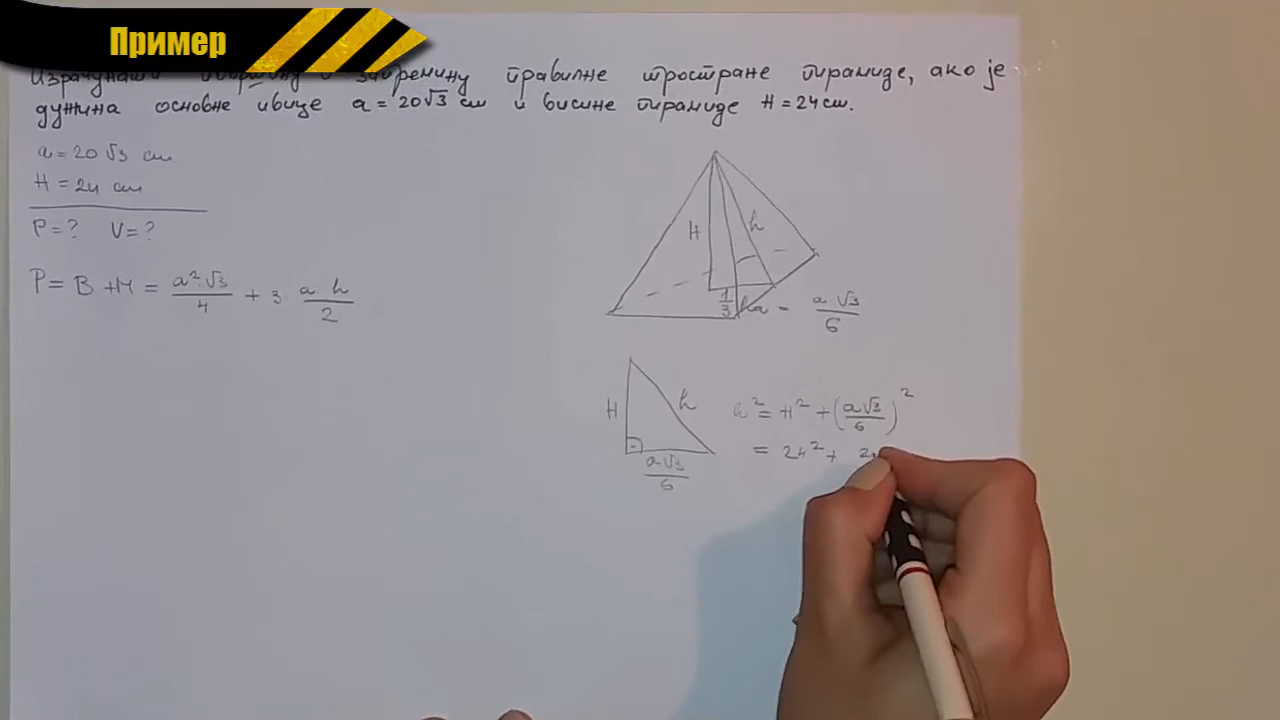 Пример
Израчунати површину и запремину правилне тростране пирамиде, ако је
дужина основне ивице a = 20√3 cm и висине пирамиде H = 24 cm.
a = 20√3 cm
H = 24 cm
P = ? V = ?
P = B + M = a²√3/4 + 3 a h/2
H h
1/3 ha = a√3/6
H h
a√3/6
h² = H² + (a√3/6)²
= 24² +